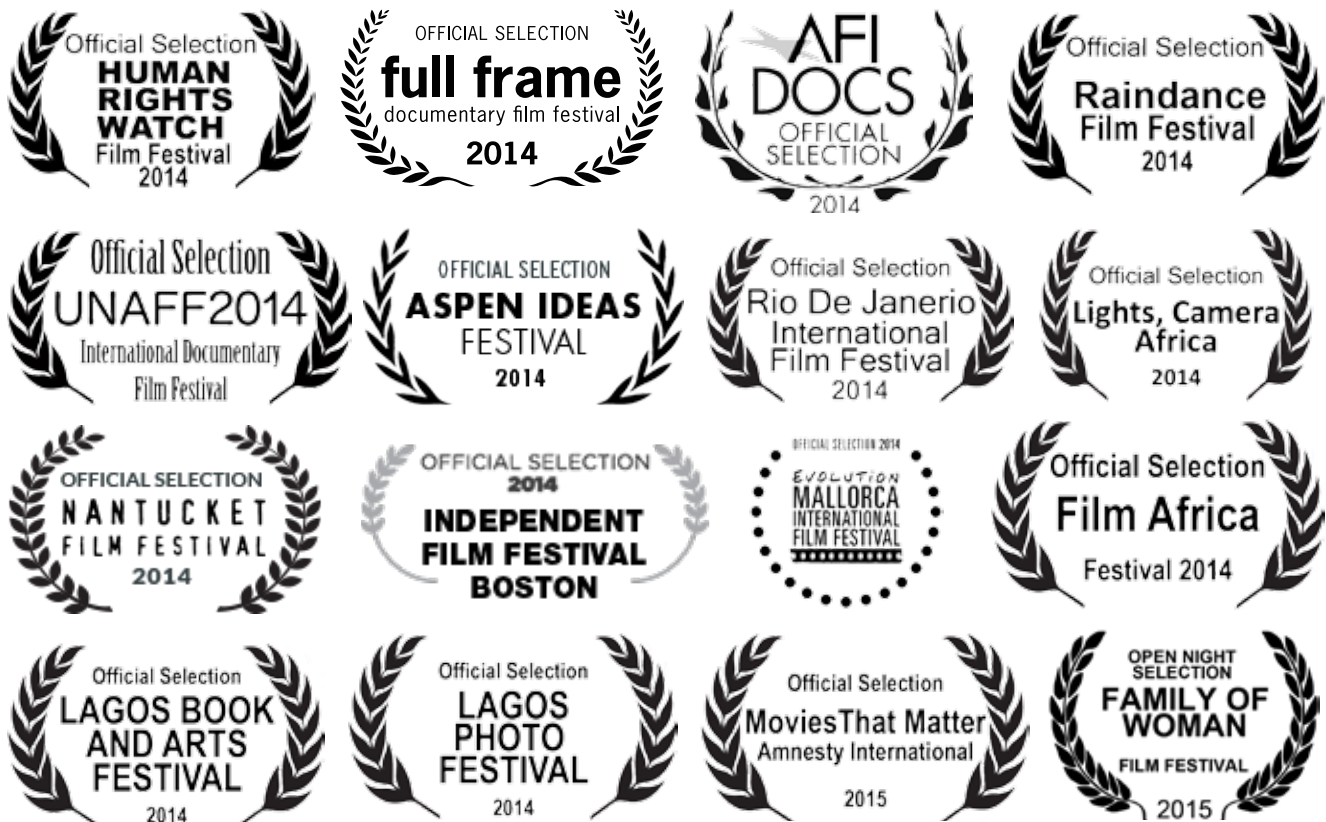 Official Selection
HUMAN
RIGHTS
WATCH
Film Festival
2014
OFFICIAL SELECTION
full frame
documentary film festival
2014
AFI
DOCS
OFFICIAL
SELECTION
2014
Official Selection
Raindance
Film Festival
2014
Official Selection
UNAFF2014
International Documentary
Film Festival
OFFICIAL SELECTION
ASPEN IDEAS
FESTIVAL
2014
Official Selection
Rio De Janerio
International
Film Festival
2014
Official Selection
Lights, Camera
Africa
2014
OFFICIAL SELECTION
NANTUCKET
FILM FESTIVAL
2014
OFFICIAL SELECTION
2014
INDEPENDENT
FILM FESTIVAL
BOSTON
OFFICIAL SELECTION 2014
EVOLUTION
MALLORCA
INTERNATIONAL
FILM FESTIVAL
Official Selection
Film Africa
Festival 2014
Official Selection
LAGOS BOOK
AND ARTS
FESTIVAL
2014
Official Selection
LAGOS
PHOTO
FESTIVAL
2014
Official Selection
MoviesThat Matter
Amnesty International
2015
OPEN NIGHT
SELECTION
FAMILY OF
WOMAN
FILM FESTIVAL
2015